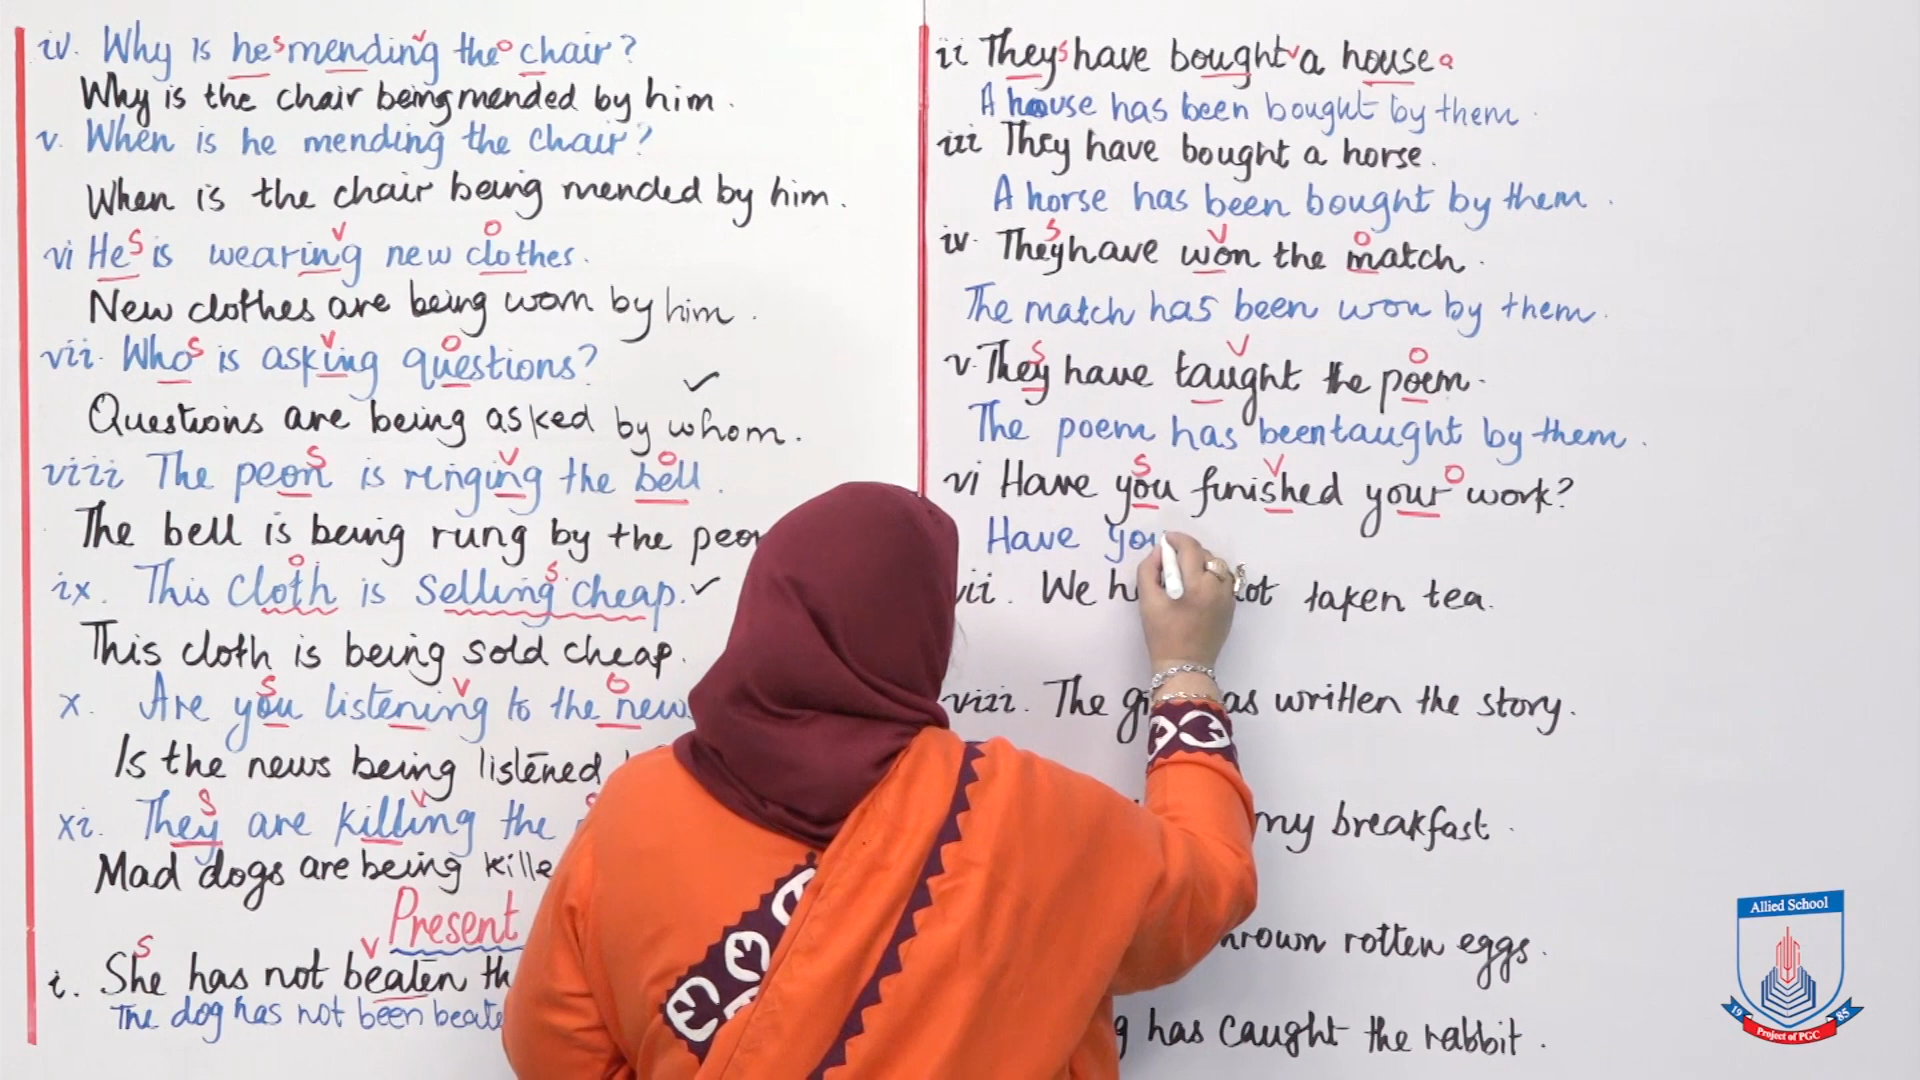 iv. Why is he s mending v the o chair?
Why is the chair being mended by him.
v. When is he mending the chair?
When is the chair being mended by him.
vi He S is wearing V new clothes O.
New clothes are being worn by him.
vii. Who S is asking V questions O?
Questions are being asked by whom.
viii The peon S is ringing V the bell O.
The bell is being rung by the
ix. This cloth O is selling S cheap.
This cloth is being sold cheap.
x. Are you S listening V to the O
Is the news being listened
xi. They S are killing V the
Mad dogs are being
Present
i. She S has not beaten V
The dog has not been
ii They S have bought V a house o
A house has been bought by them.
iii They have bought a horse.
A horse has been bought by them.
iv. They S have won V the match O.
The match has been won by them.
v. They S have taught V the poem O.
The poem has been taught by them.
vi Have you S finished V your O work?
Have
We taken tea.
viii. The written the story.
my breakfast.
rotten eggs.
has caught the rabbit.
Allied School
19 85
Project of PGC